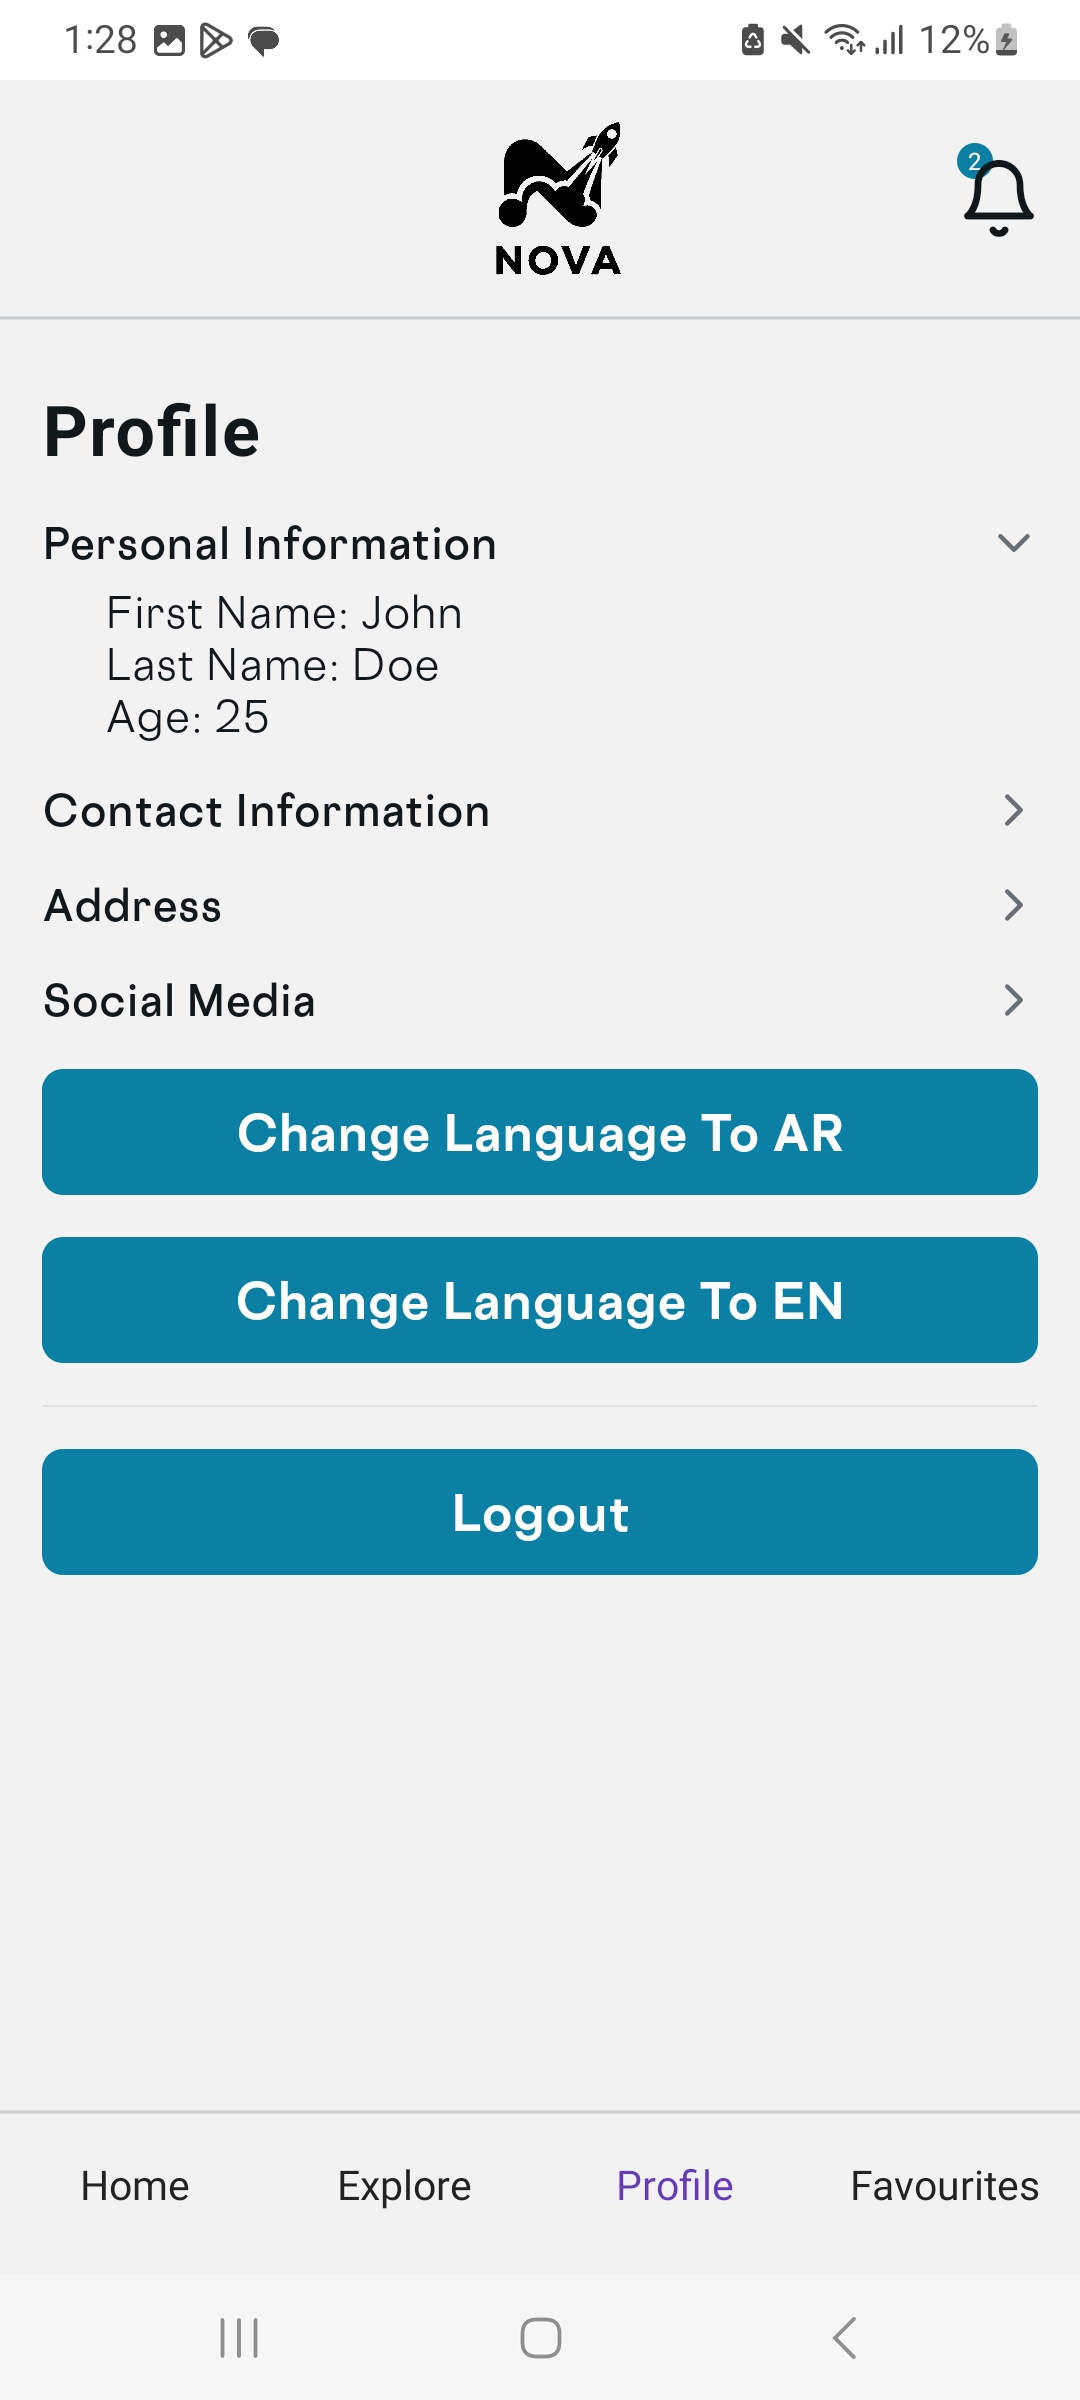 1:28
12%
2
NOVA
Profile
Personal Information
First Name: John
Last Name: Doe
Age: 25
Contact Information
Address
Social Media
Change Language To AR
Change Language To EN
Logout
Home Explore Profile Favourites